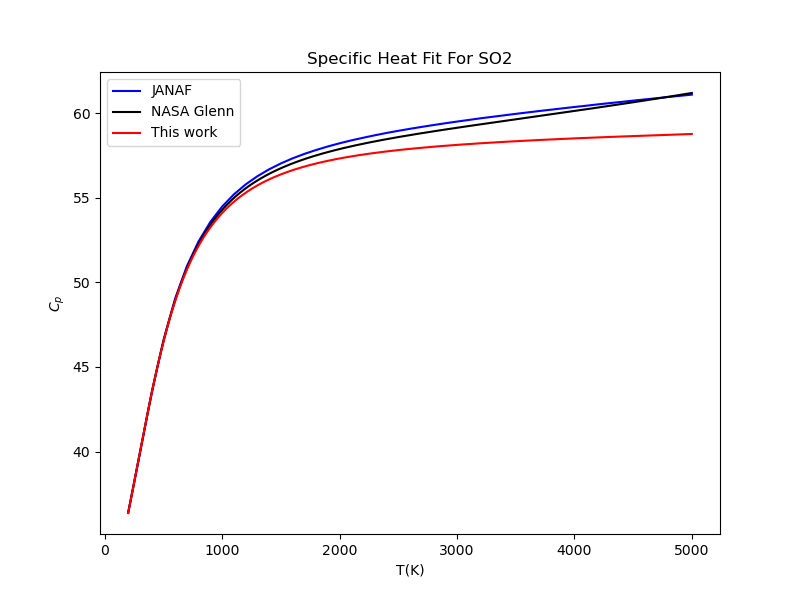 Specific Heat Fit For SO2
JANAF
NASA Glenn
This work
60
55
50
45
40
C_p
0 1000 2000 3000 4000 5000
T(K)